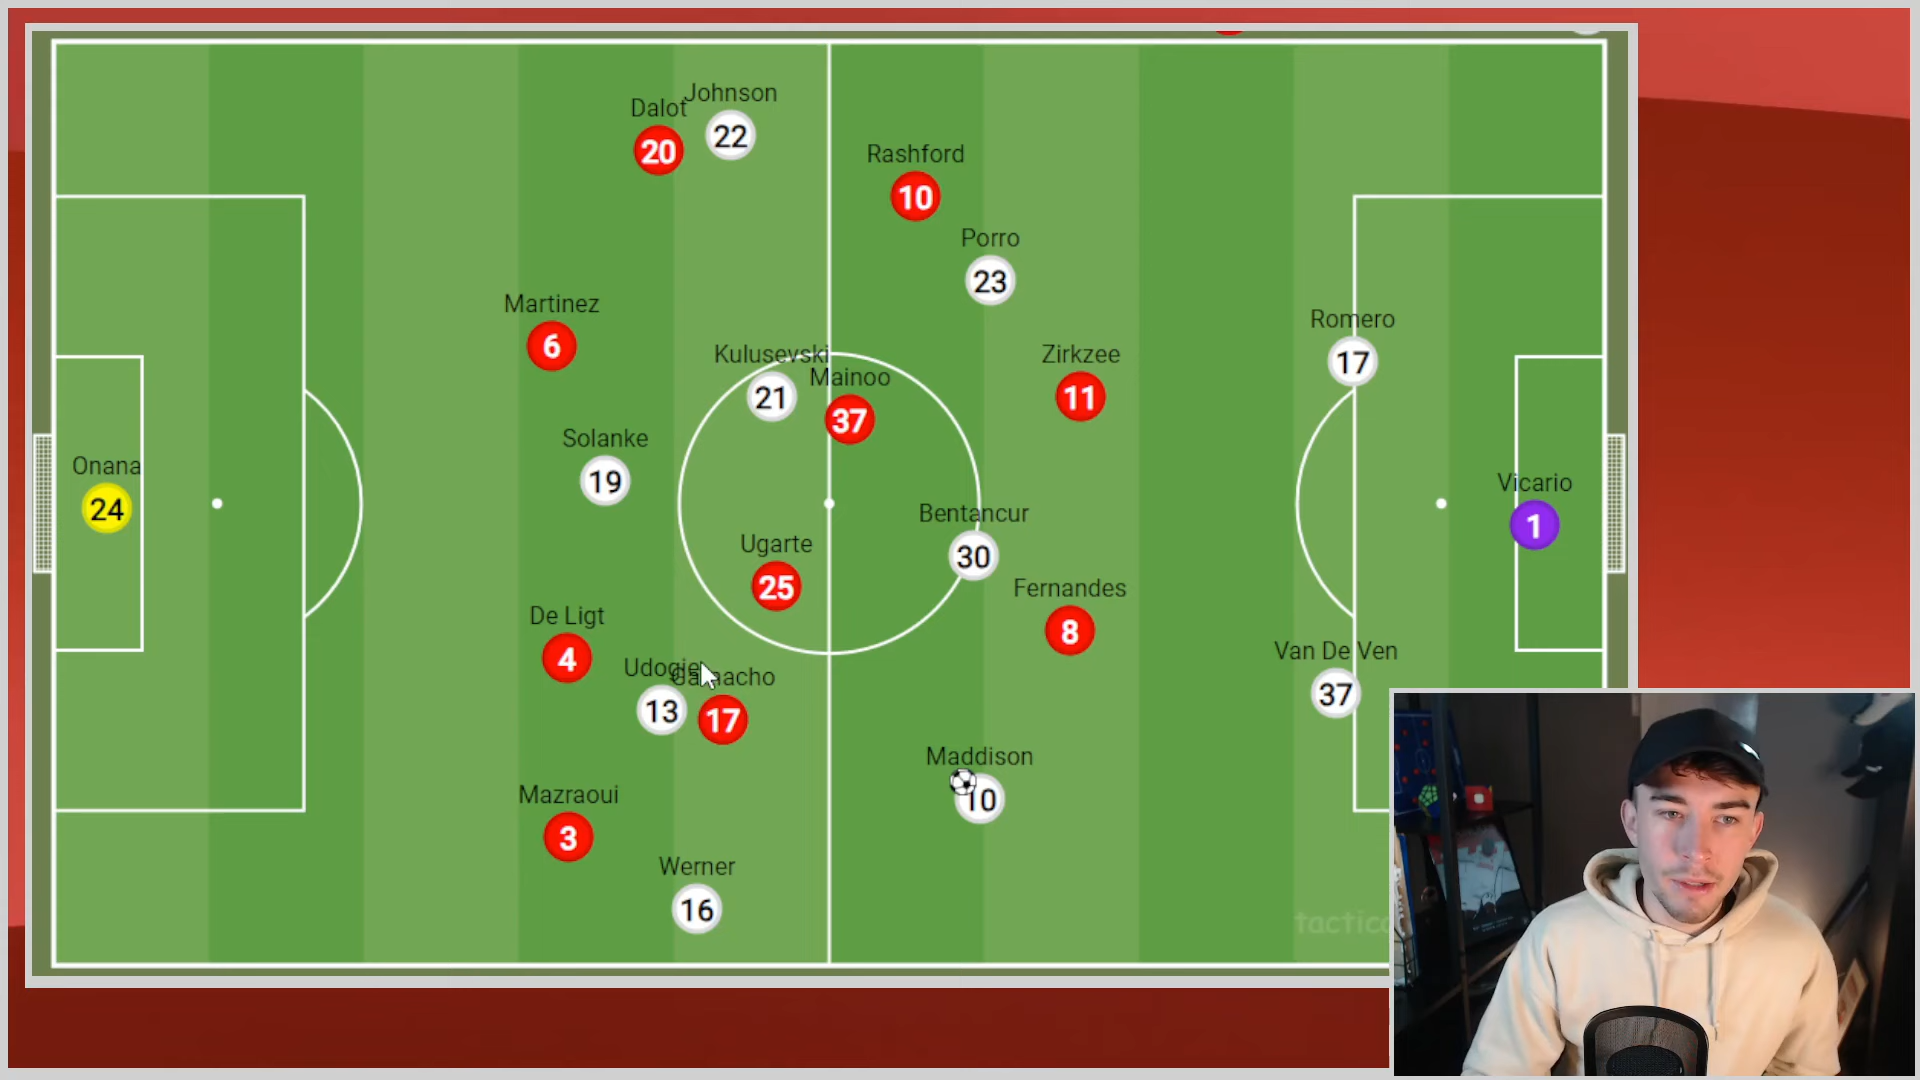 Johnson
Dalot
22
20
Rashford
10
Porro
23
Martinez
6
Romero
17
Kulusevski
21
Mainoo
37
Zirkzee
11
Solanke
19
Onana
24
Vicario
1
Bentancur
30
Ugarte
25
Fernandes
8
De Ligt
4
Udogie
13
17
Van De Ven
37
Maddison
10
Mazraoui
3
Werner
16